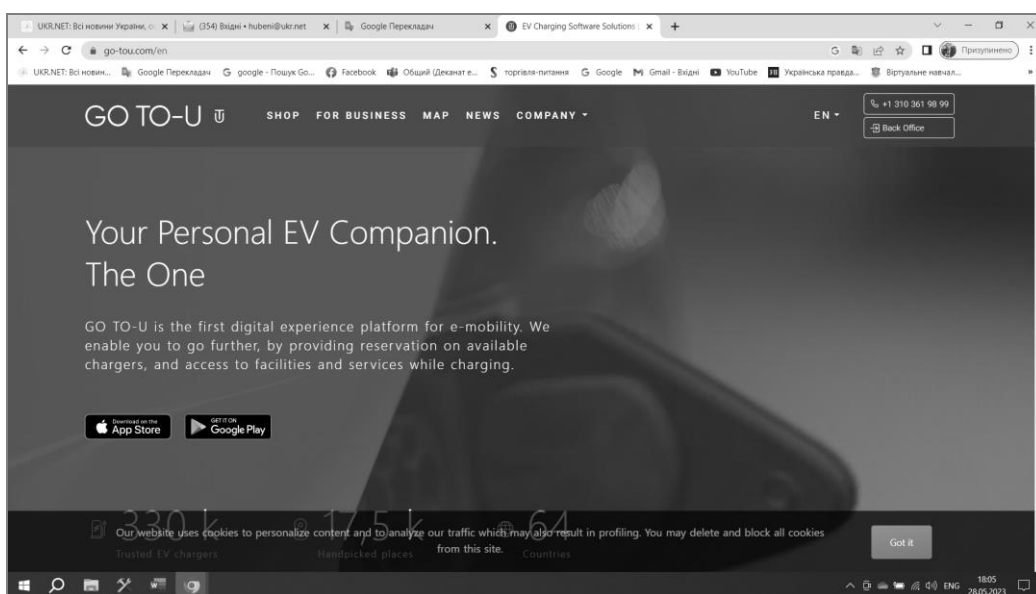 UKR.NET: Всі новини України, о
(354) Вхідні • hubeni@ukr.net
Google Перекладач
EV Charging Software Solutions
go-tou.com/en
Призупинено
UKR.NET: Всі новин...
Google Перекладач
google - Пошук Go...
Facebook
Общий (Деканат е...
торгівля-питання
Google
Gmail - Вхідні
YouTube
Українська правда...
Віртуальне навчал...
GO TO-U
SHOP
FOR BUSINESS
MAP
NEWS
COMPANY
EN
+1 310 361 98 99
Back Office
Your Personal EV Companion.
The One
GO TO-U is the first digital experience platform for e-mobility. We
enable you to go further, by providing reservation on available
chargers, and access to facilities and services while charging.
Download on the
App Store
GET IT ON
Google Play
330 k
17,5 k
64
Trusted EV chargers
Handpicked places
Countries
Our website uses cookies to personalize content and to analyze our traffic which may also result in profiling. You may delete and block all cookies
from this site.
Got it
ENG
18:05
28.05.2023